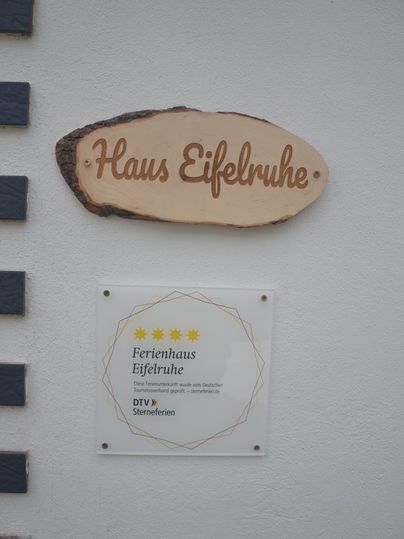 Haus Eifelruhe
Ferienhaus
Eifelruhe
Diese Ferienunterkunft wurde vom Deutschen
Tourismusverband geprüft. – sterneferien.de
DTV
Sterneferien